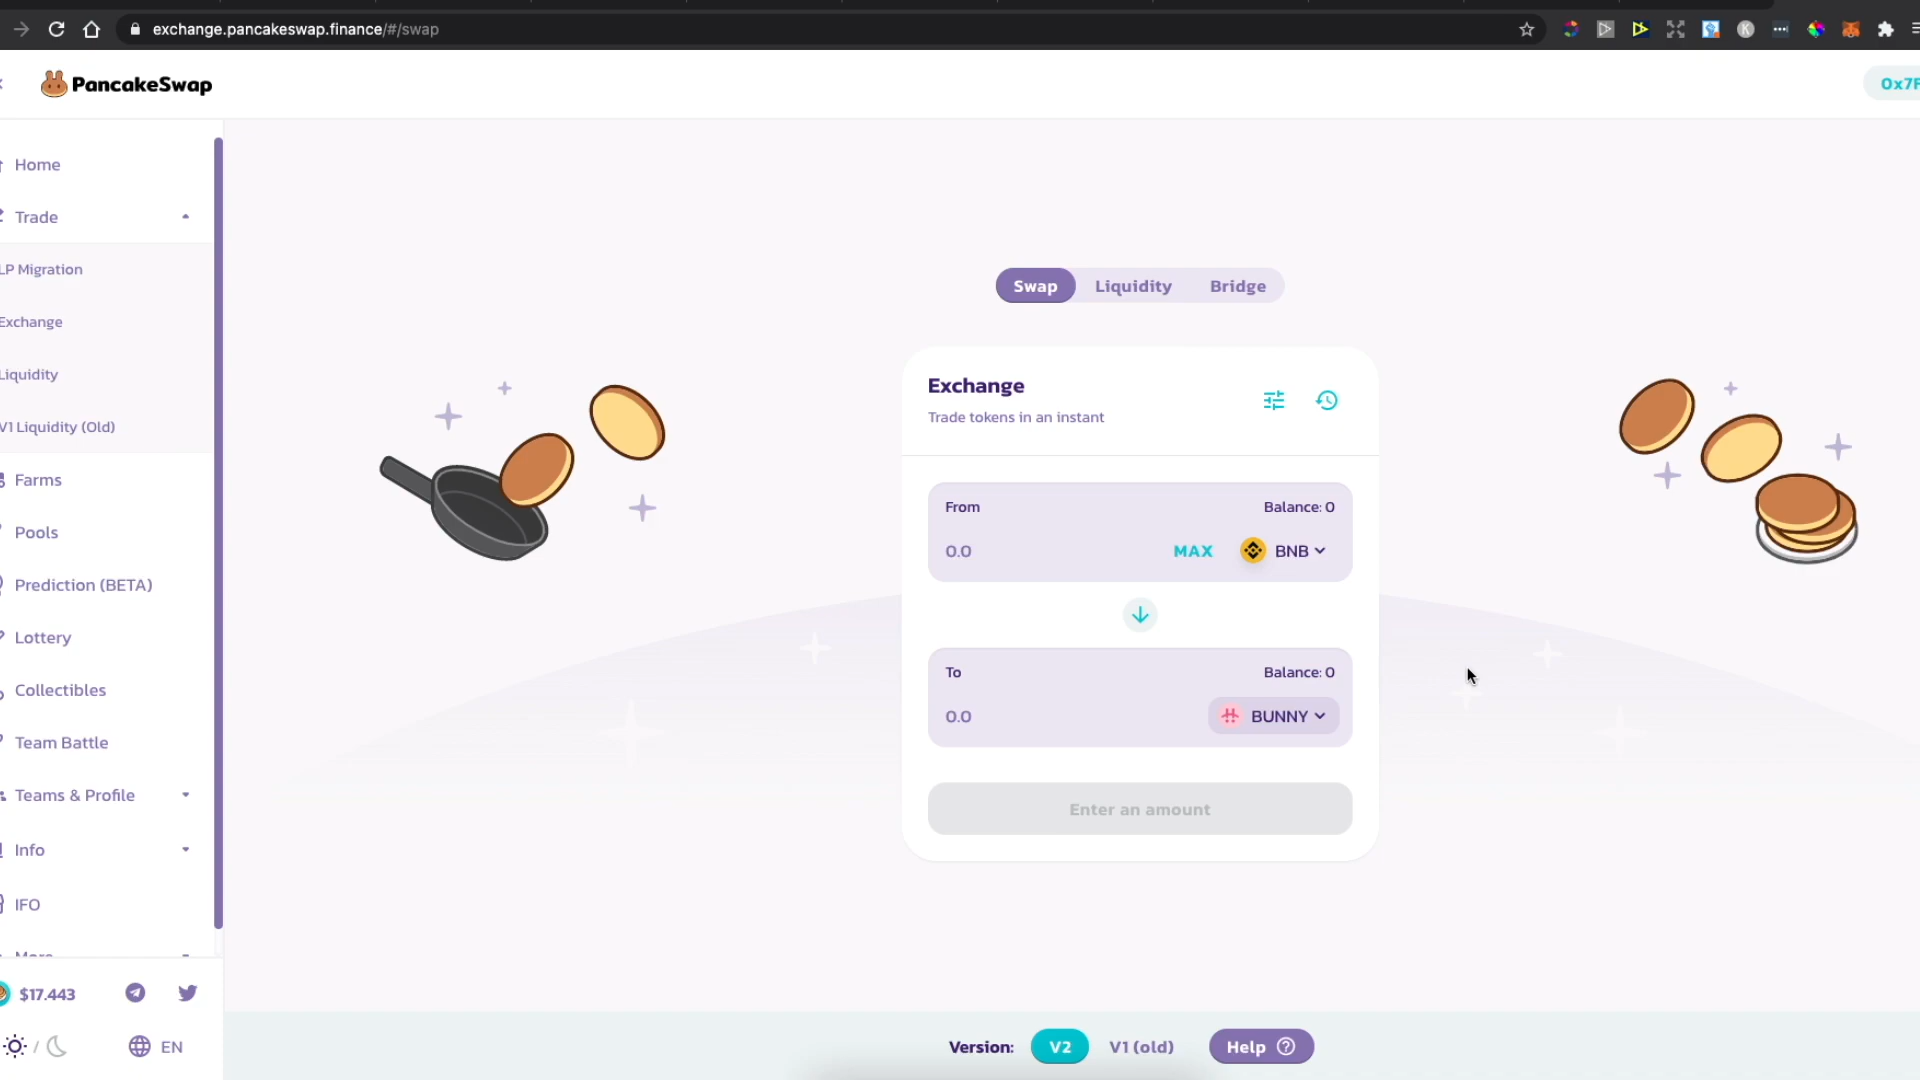 exchange.pancakeswap.finance/#/swap
PancakeSwap
0x7F
Home
Trade
LP Migration
Exchange
Liquidity
V1 Liquidity (Old)
Farms
Pools
Prediction (BETA)
Lottery
Collectibles
Team Battle
Teams & Profile
Info
IFO
More
$17.443
/
EN
Swap Liquidity Bridge
Exchange
Trade tokens in an instant
From Balance: 0
0.0 MAX BNB
To Balance: 0
0.0 BUNNY
Enter an amount
Version: V2 V1 (old) Help ?